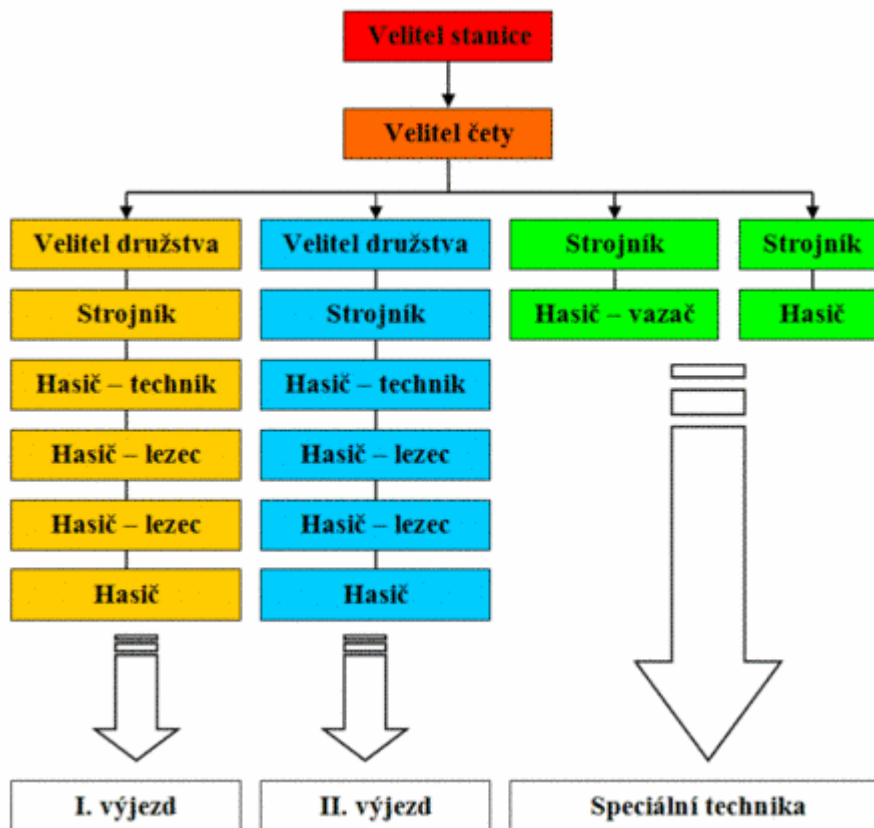 Velitel stanice
Velitel čety
Velitel družstva
Strojník
Hasič – technik
Hasič – lezec
Hasič – lezec
Hasič
I. výjezd
Velitel družstva
Strojník
Hasič – technik
Hasič – lezec
Hasič – lezec
Hasič
II. výjezd
Strojník
Hasič – vazač
Strojník
Hasič
Speciální technika